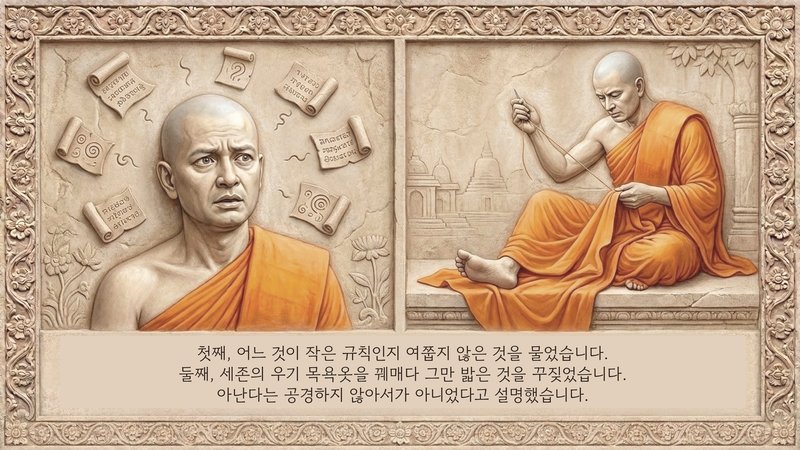 첫째, 어느 것이 작은 규칙인지 여쭙지 않은 것을 물었습니다.
둘째, 세존의 우기 목욕옷을 꿰매다 그만 밟은 것을 꾸짖었습니다.
아난다는 공경하지 않아서가 아니었다고 설명했습니다.